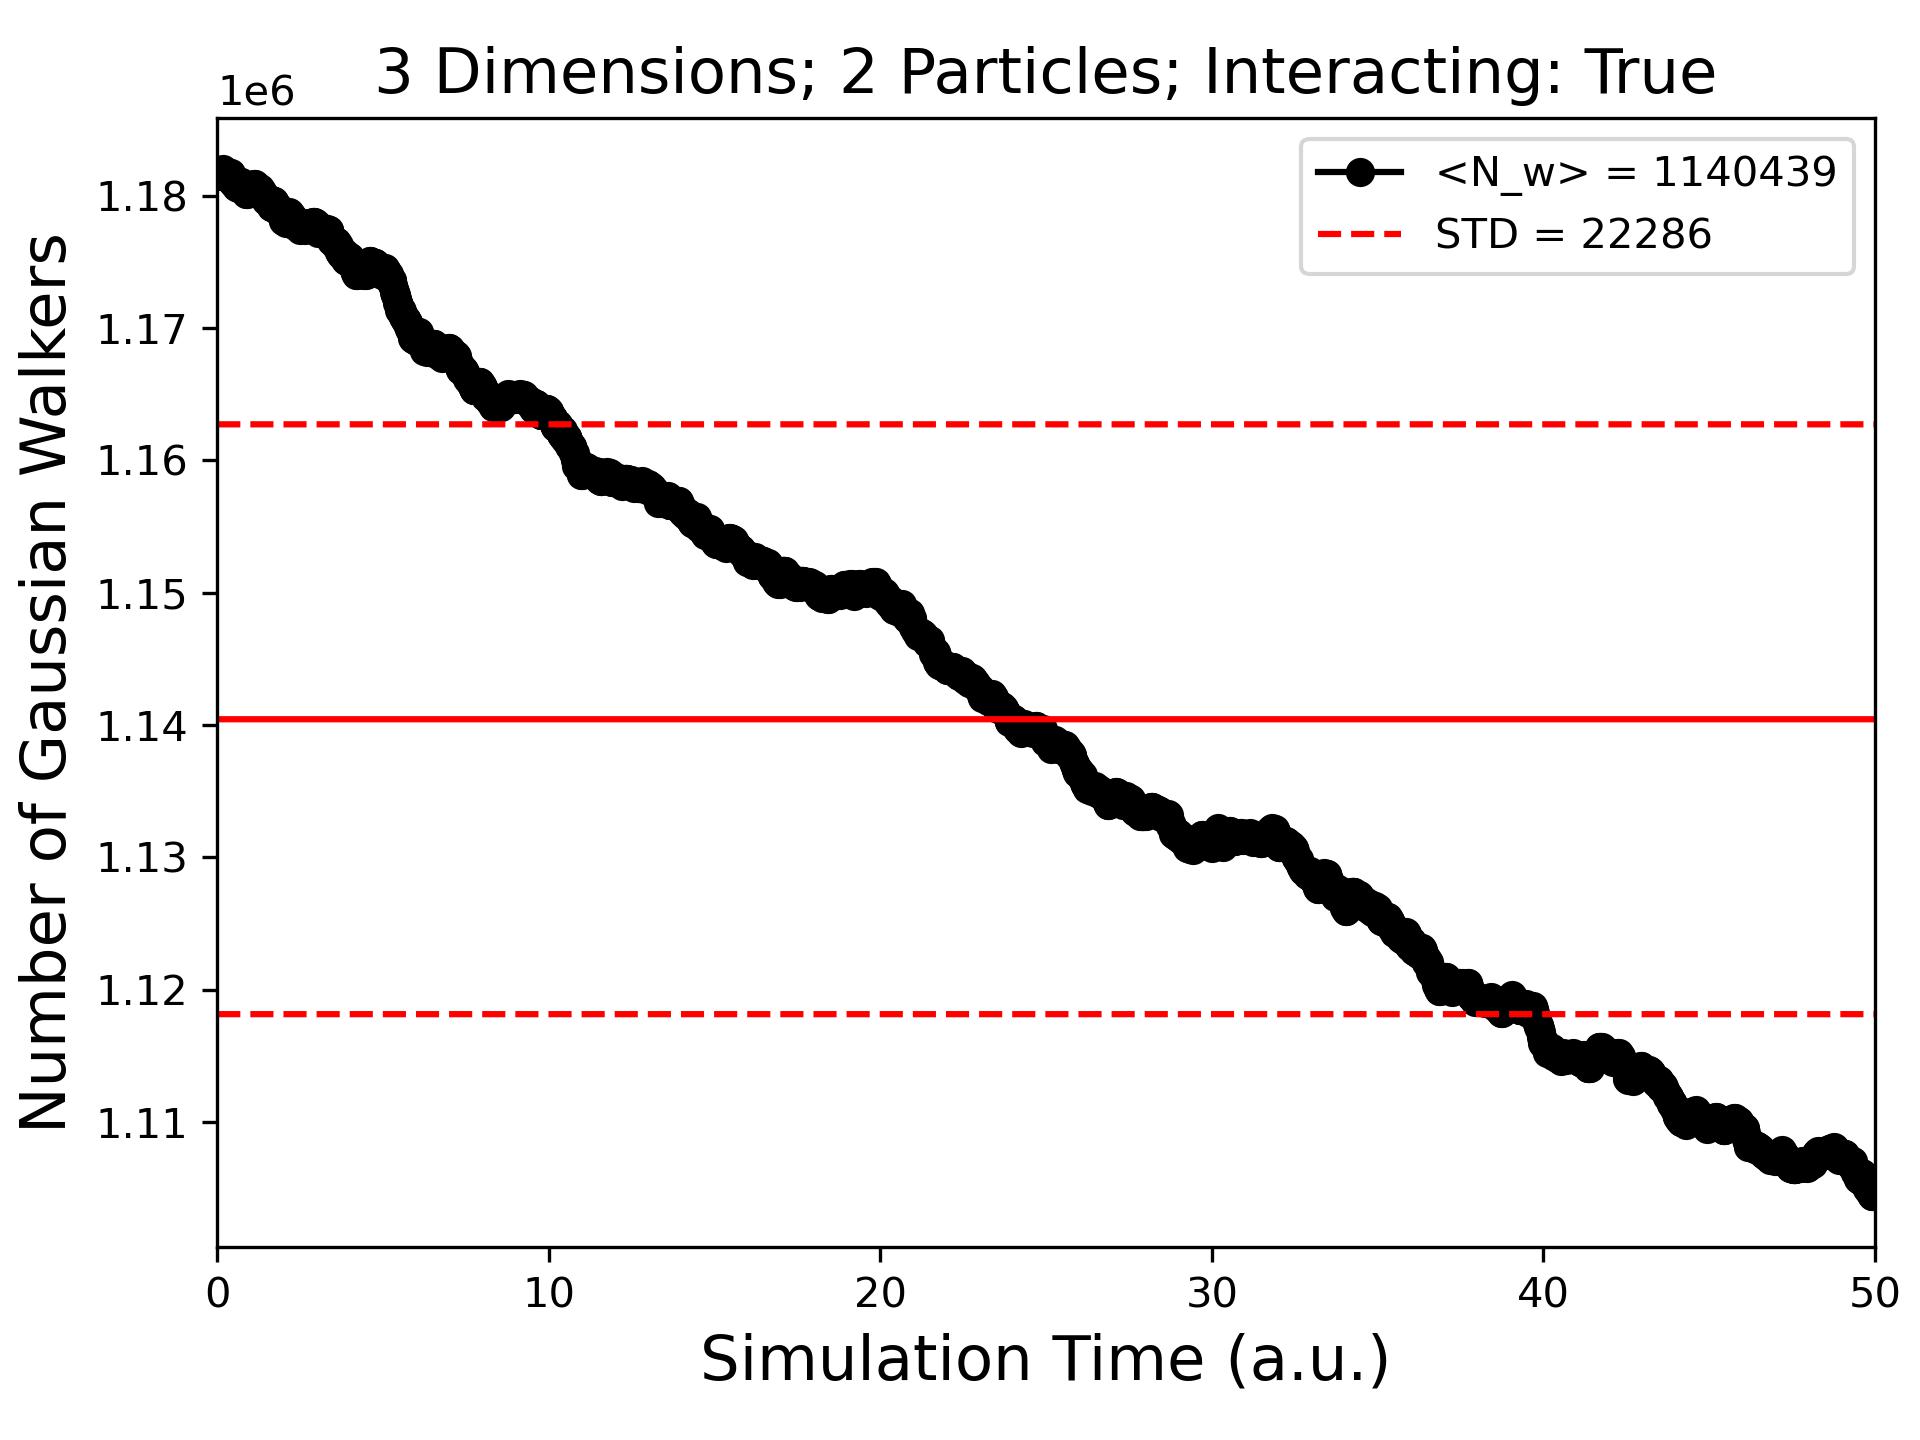 3 Dimensions; 2 Particles; Interacting: True
1e6
<N_w> = 1140439
STD = 22286
Number of Gaussian Walkers
1.18
1.17
1.16
1.15
1.14
1.13
1.12
1.11
0 10 20 30 40 50
Simulation Time (a.u.)